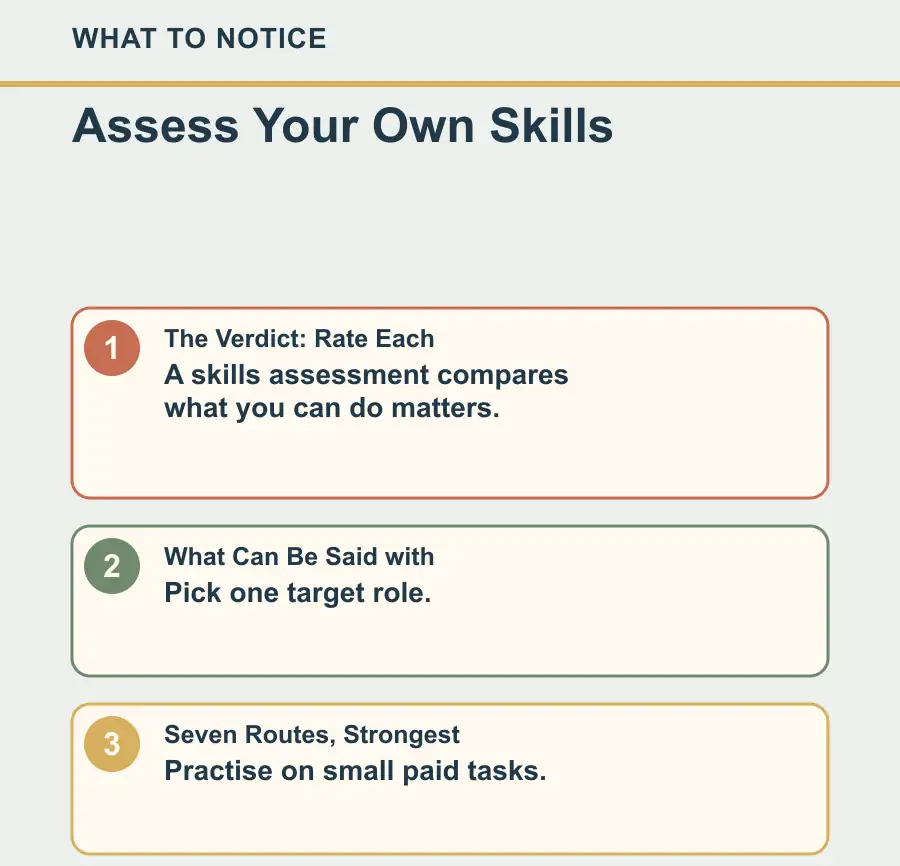 WHAT TO NOTICE
Assess Your Own Skills
1
The Verdict: Rate Each
A skills assessment compares
what you can do matters.
2
What Can Be Said with
Pick one target role.
3
Seven Routes, Strongest
Practise on small paid tasks.